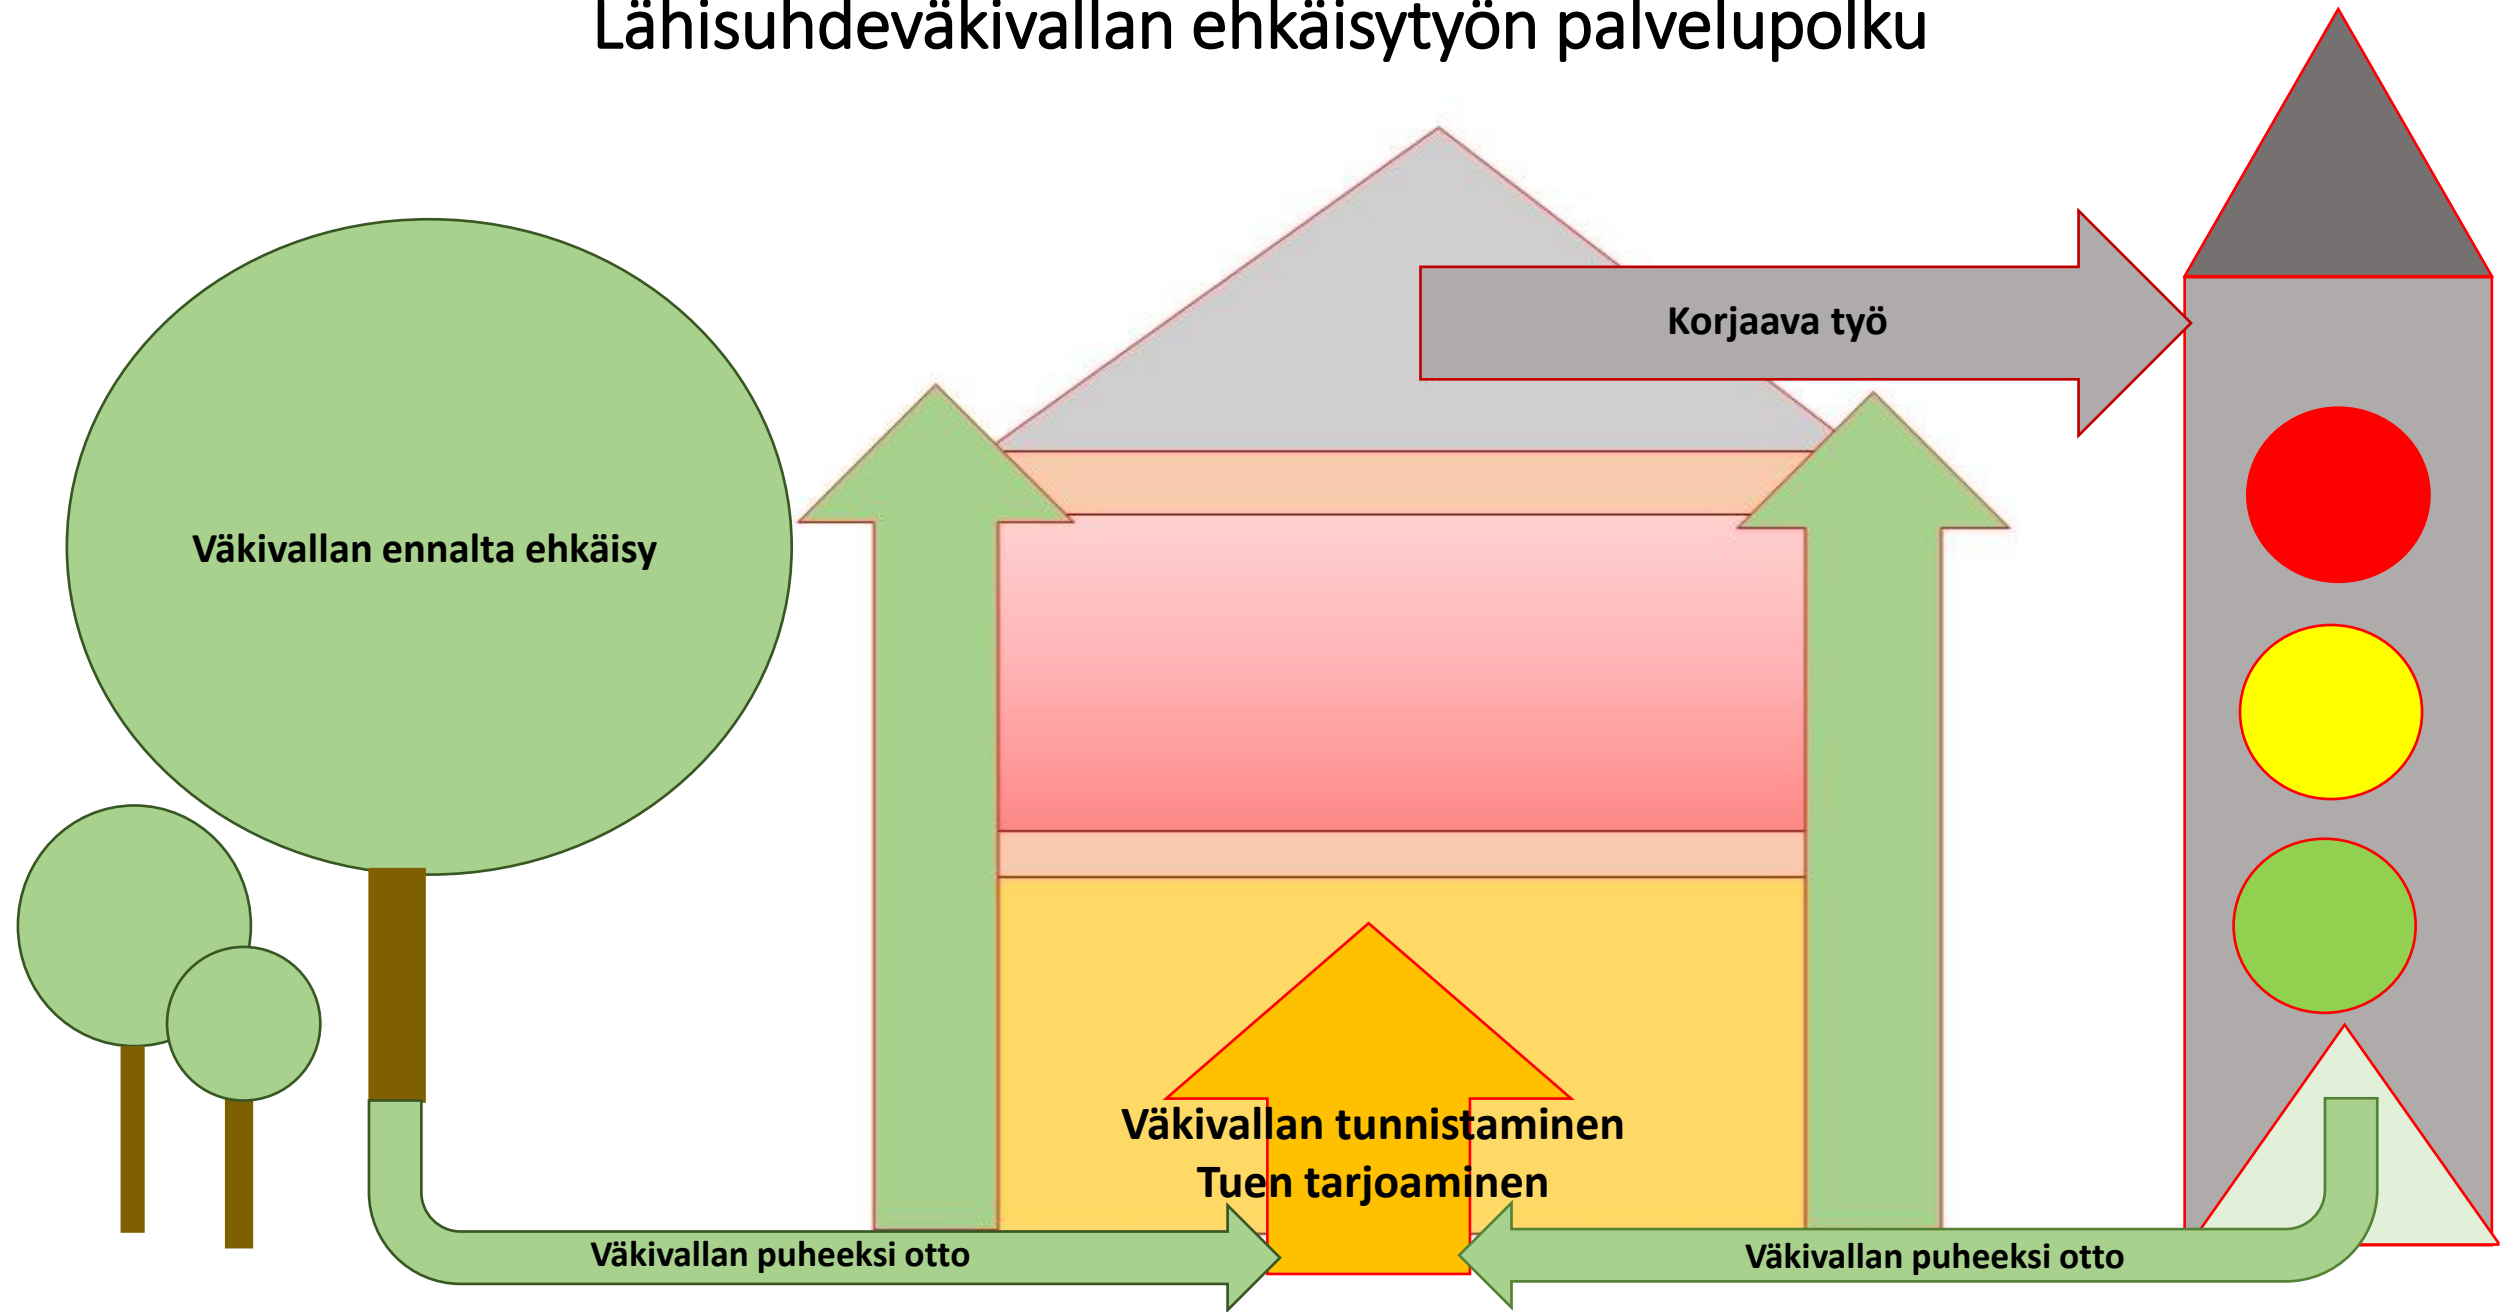 Lähisuhdeväkivallan ehkäisytyön palvelupolku
Korjaava työ
Väkivallan ennalta ehkäisy
Väkivallan tunnistaminen
Tuen tarjoaminen
Väkivallan puheeksi otto
Väkivallan puheeksi otto